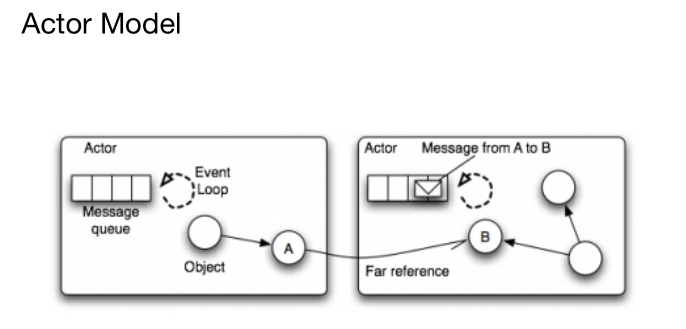 Actor Model
Actor
Event
Loop
Message
queue
Object
A
Actor
Message from A to B
B
Far reference